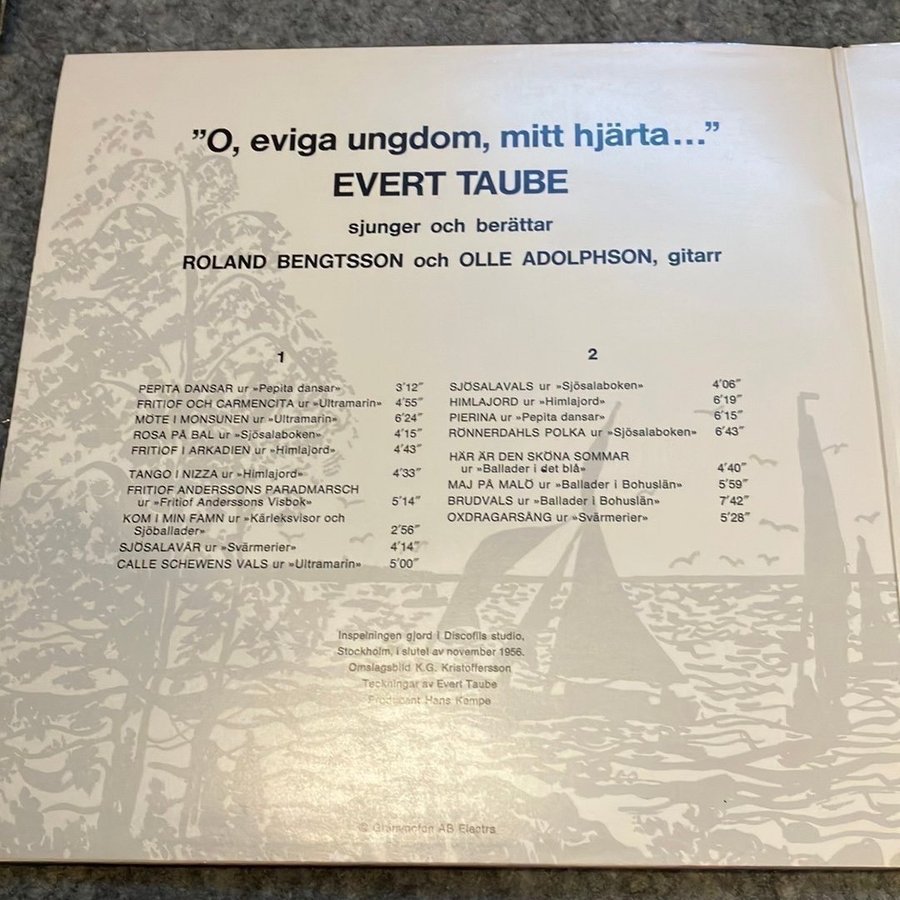 ”O, eviga ungdom, mitt hjärta...”
EVERT TAUBE
sjunger och berättar
ROLAND BENGTSSON och OLLE ADOLPHSON, gitarr
1
PEPITA DANSAR ur »Pepita dansar» 3’12”
FRITIOF OCH CARMENCITA ur »Ultramarin» 4’55”
MÖTE I MONSUNEN ur »Ultramarin» 6’24”
ROSA PÅ BAL ur »Sjösalaboken» 4’15”
FRITIOF I ARKADIEN ur »Himlajord» 4’43”
TANGO I NIZZA ur »Himlajord» 4’33”
FRITIOF ANDERSSONS PARADMARSCH
ur »Fritiof Anderssons Visbok» 5’14”
KOM I MIN FAMN ur »Kärleksvisor och
Sjöballader» 2’56”
SJÖSALAVÅR ur »Svärmerier» 4’14”
CALLE SCHEWENS VALS ur »Ultramarin» 5’00”
2
SJÖSALAVALS ur »Sjösalaboken» 4’06”
HIMLAJORD ur »Himlajord» 6’19”
PIERINA ur »Pepita dansar» 6’15”
RÖNNERDAHLS POLKA ur »Sjösalaboken» 6’43”
HÄR ÄR DEN SKÖNA SOMMAR
ur »Ballader i det blå» 4’40”
MAJ PÅ MALÖ ur »Ballader i Bohuslän» 5’59”
BRUDVALS ur »Ballader i Bohuslän» 7’42”
OXDRAGARSÅNG ur »Svärmerier» 5’26”
Inspelningen gjord i Discofils studio,
Stockholm, i slutet av november 1956.
Omslagsbild K.G. Kristoffersson
Teckningar av Evert Taube
Producent Hans Kempe
© Grammofon AB Electra